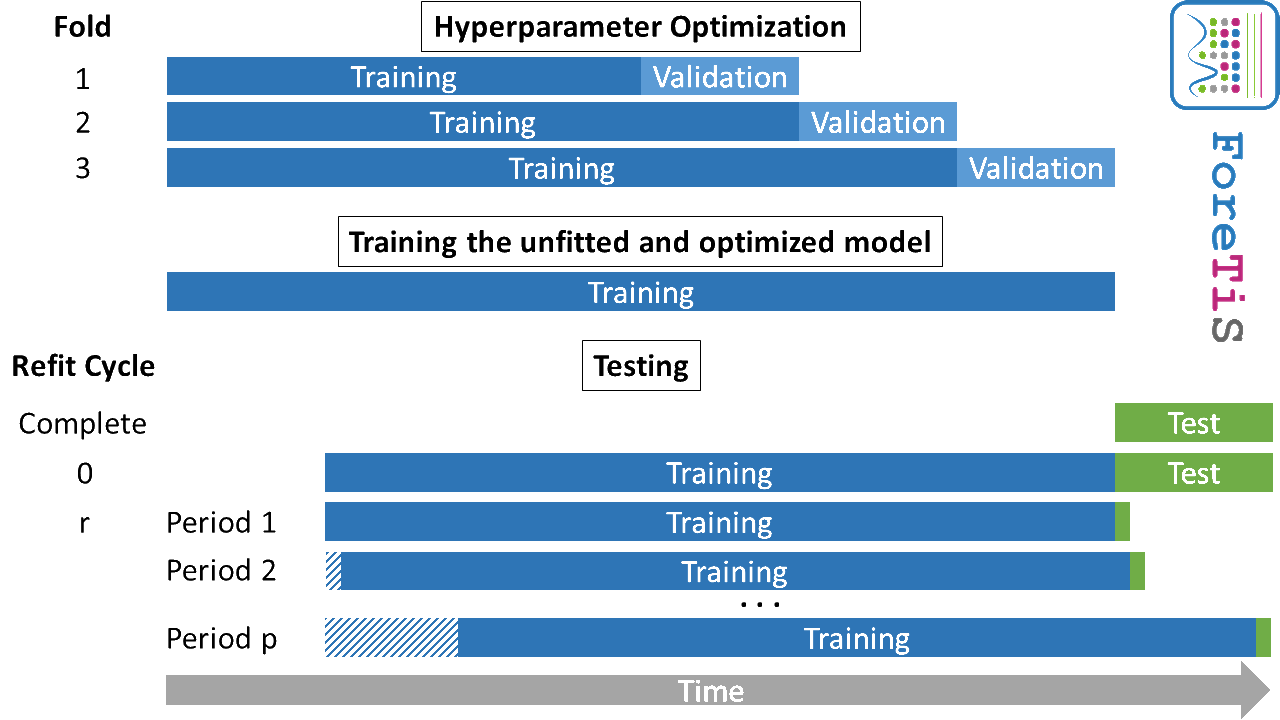 Fold Hyperparameter Optimization
1 Training Validation
2 Training Validation
3 Training Validation
Training the unfitted and optimized model
Training
Refit Cycle Testing
Complete Test
0 Training Test
r Period 1 Training
Period 2 Training
...
Period p Training
Time
ForeTiS